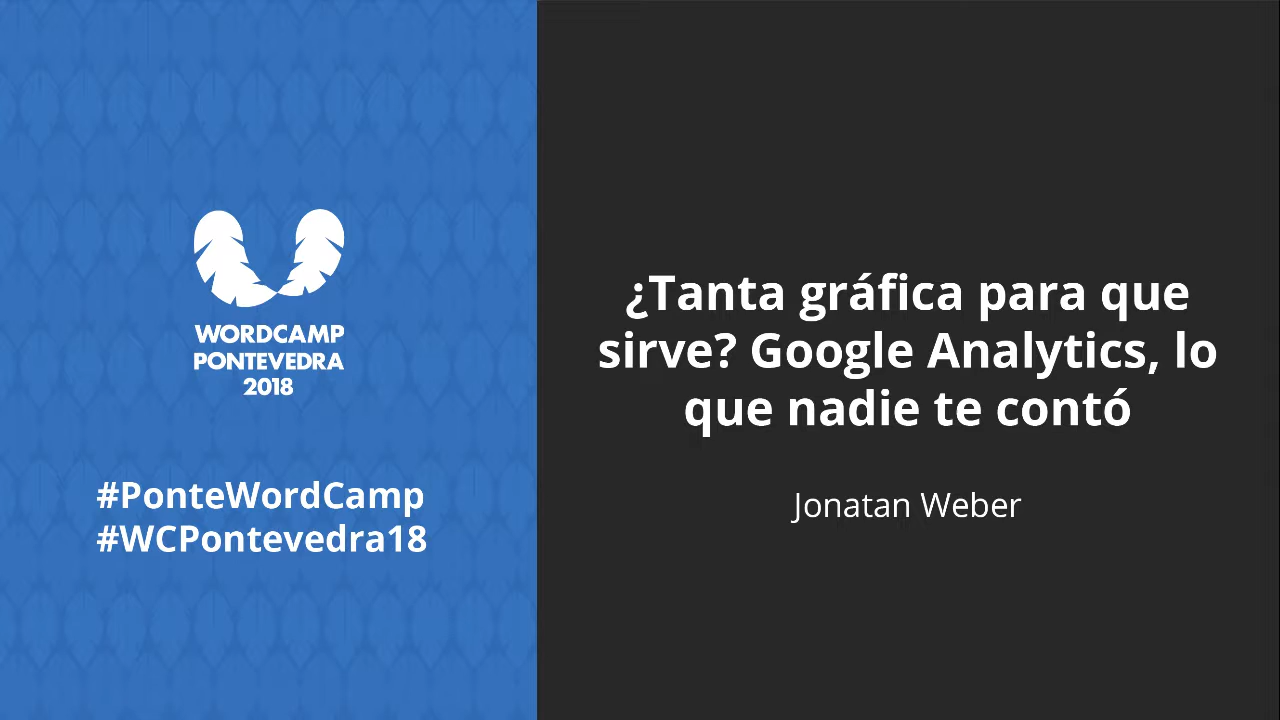 WORDCAMP
PONTEVEDRA
2018
#PonteWordCamp
#WCPontevedra18
¿Tanta gráfica para que
sirve? Google Analytics, lo
que nadie te contó
Jonatan Weber